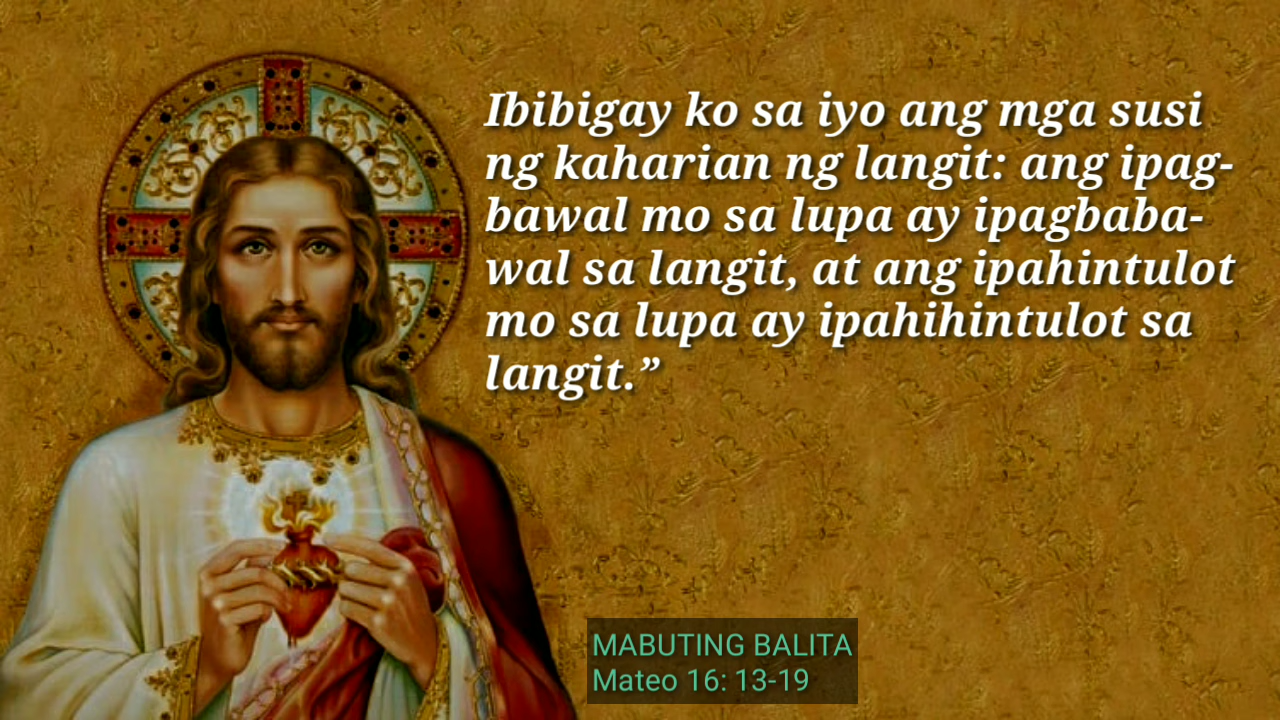 Ibibigay ko sa iyo ang mga susi
ng kaharian ng langit: ang ipag-
bawal mo sa lupa ay ipagbaba-
wal sa langit, at ang ipahintulot
mo sa lupa ay ipahihintulot sa
langit.”
MABUTING BALITA
Mateo 16: 13-19